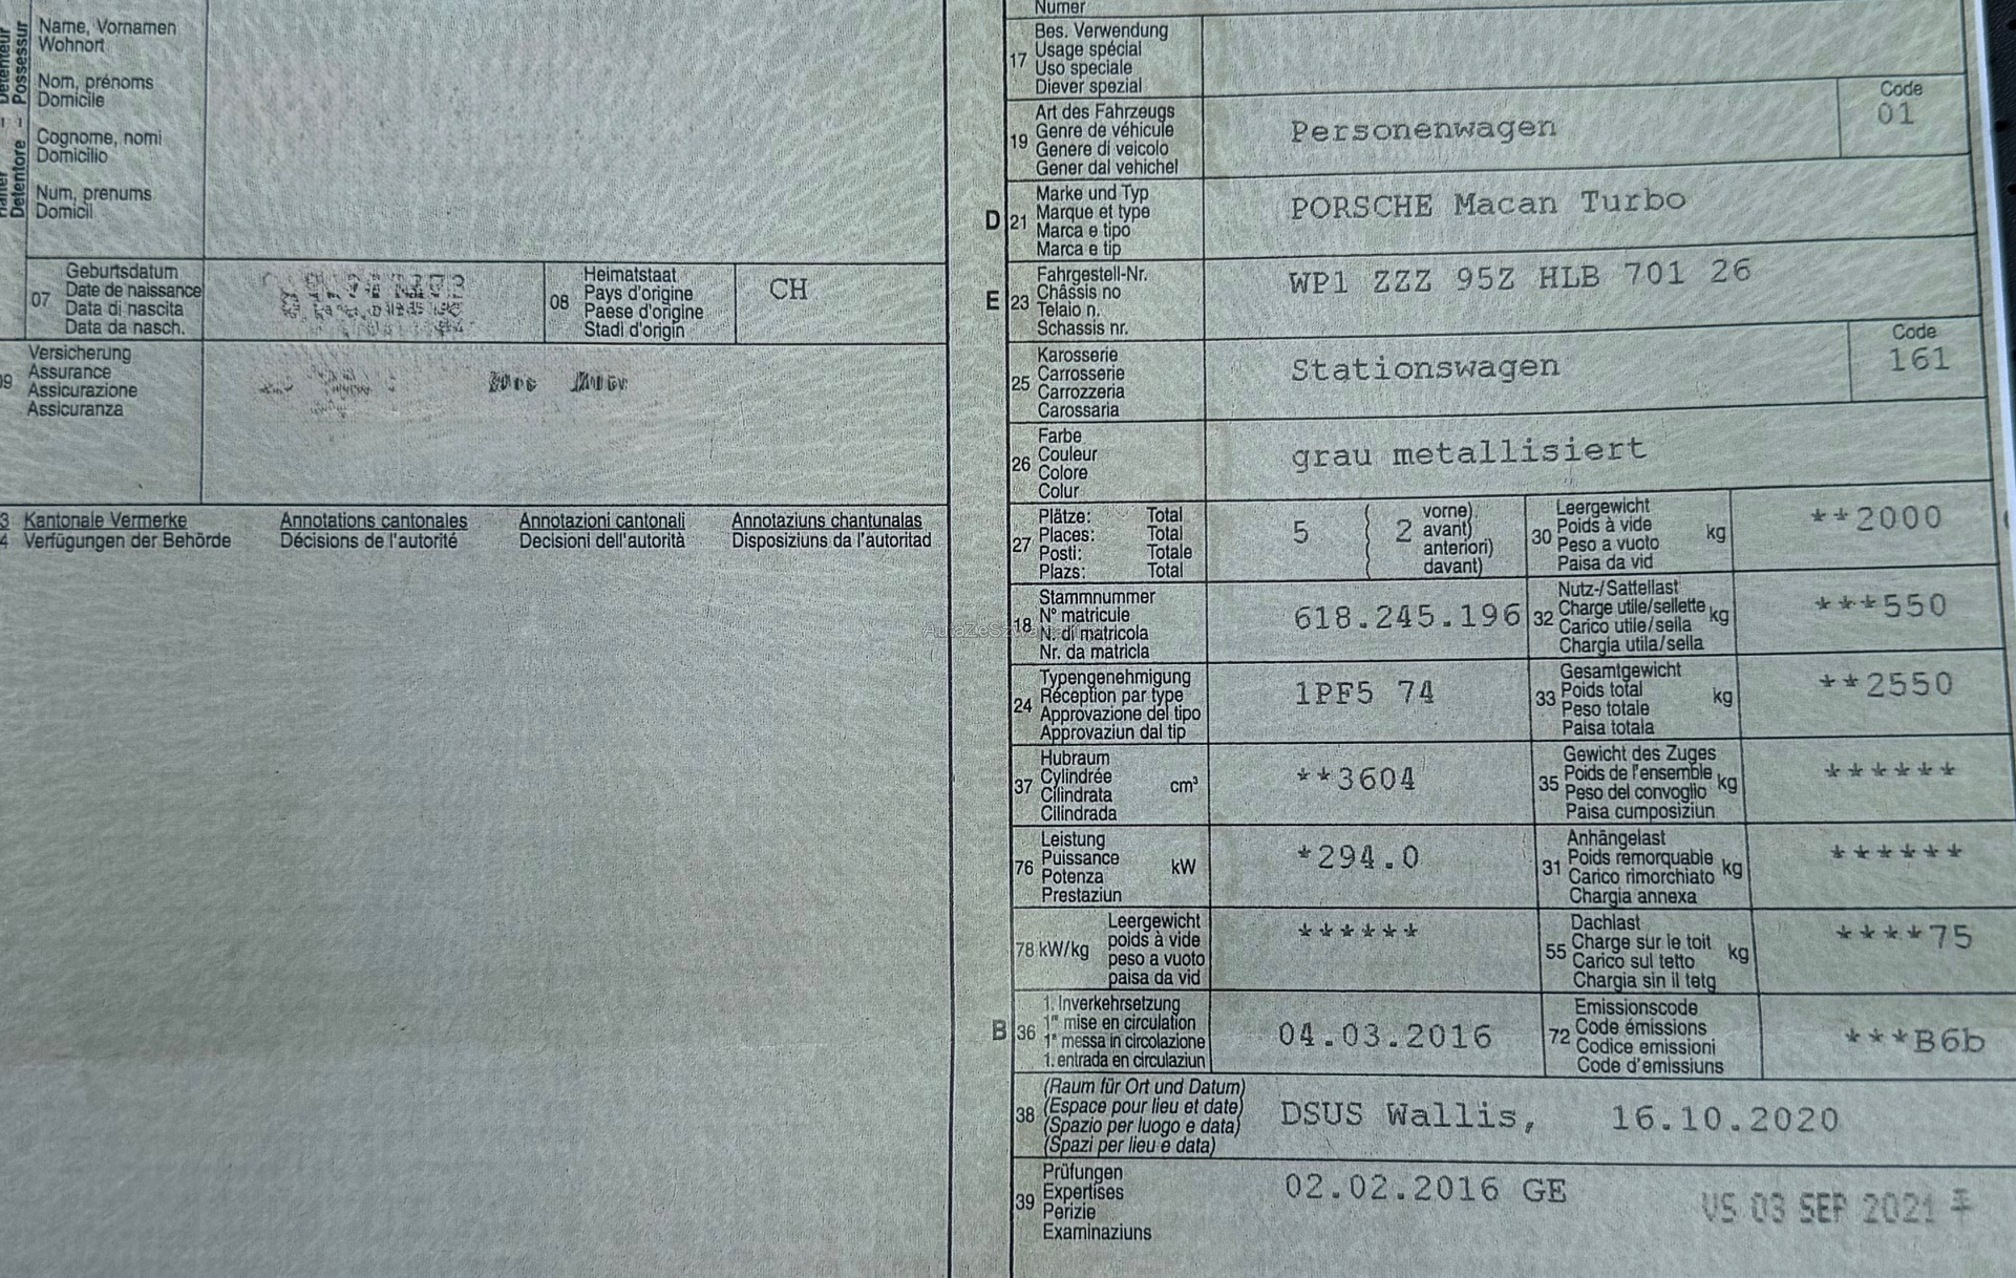 Détenteur
Possessur
Detentore
Name, Vornamen
Wohnort
Nom, prénoms
Domicile
Cognome, nomi
Domicilio
Num, prenums
Domicil
07
Geburtsdatum
Date de naissance
Data di nascita
Data da nasch.
08
Heimatstaat
Pays d'origine
Paese d'origine
Stadi d'origin
CH
09
Versicherung
Assurance
Assicurazione
Assicuranza
3 Kantonale Vermerke Annotations cantonales Annotazioni cantonali Annotaziuns chantunalas
4 Verfügungen der Behörde Décisions de l'autorité Decisioni dell'autorità Disposiziuns da l'autoritad
Numer
17
Bes. Verwendung
Usage spécial
Uso speciale
Diever spezial
19
Art des Fahrzeugs
Genre de véhicule
Genere di veicolo
Gener dal vehichel
Personenwagen
Code
01
D 21
Marke und Typ
Marque et type
Marca e tipo
Marca e tip
PORSCHE Macan Turbo
E 23
Fahrgestell-Nr.
Châssis no
Telaio n.
Schassis nr.
WP1 ZZZ 95Z HLB 701 26
25
Karosserie
Carrosserie
Carrozzeria
Carossaria
Stationswagen
Code
161
26
Farbe
Couleur
Colore
Colur
grau metallisiert
27
Plätze: Total
Places: Total
Posti: Totale
Plazs: Total
5 2
vorne)
avant)
anteriori)
davant)
30
Leergewicht
Poids à vide
Peso a vuoto
Paisa da vid
kg
**2000
18
Stammnummer
N° matricule
N. di matricola
Nr. da matricla
618.245.196
32
Nutz-/Sattellast
Charge utile/sellette
Carico utile/sella
Chargia utila/sella
kg
***550
24
Typengenehmigung
Réception par type
Approvazione del tipo
Approvaziun dal tip
1PF5 74
33
Gesamtgewicht
Poids total
Peso totale
Paisa totala
kg
**2550
37
Hubraum
Cylindrée
Cilindrata
Cilindrada
cm³
**3604
35
Gewicht des Zuges
Poids de l'ensemble
Peso del convoglio
Paisa cumposiziun
kg
******
76
Leistung
Puissance
Potenza
Prestaziun
kW
*294.0
31
Anhängelast
Poids remorquable
Carico rimorchiato
Chargia annexa
kg
******
78 kW/kg
Leergewicht
poids à vide
peso a vuoto
paisa da vid
******
55
Dachlast
Charge sur le toit
Carico sul tetto
Chargia sin il tetg
kg
****75
B 36
1. Inverkehrsetzung
1re mise en circulation
1a messa in circolazione
1. entrada en circulaziun
04.03.2016
72
Emissionscode
Code émissions
Codice emissioni
Code d'emissiuns
***B6b
38
(Raum für Ort und Datum)
(Espace pour lieu et date)
(Spazio per luogo e data)
(Spazi per lieu e data)
DSUS Wallis, 16.10.2020
39
Prüfungen
Expertises
Perizie
Examinaziuns
02.02.2016 GE
VS 03 SEP 2021